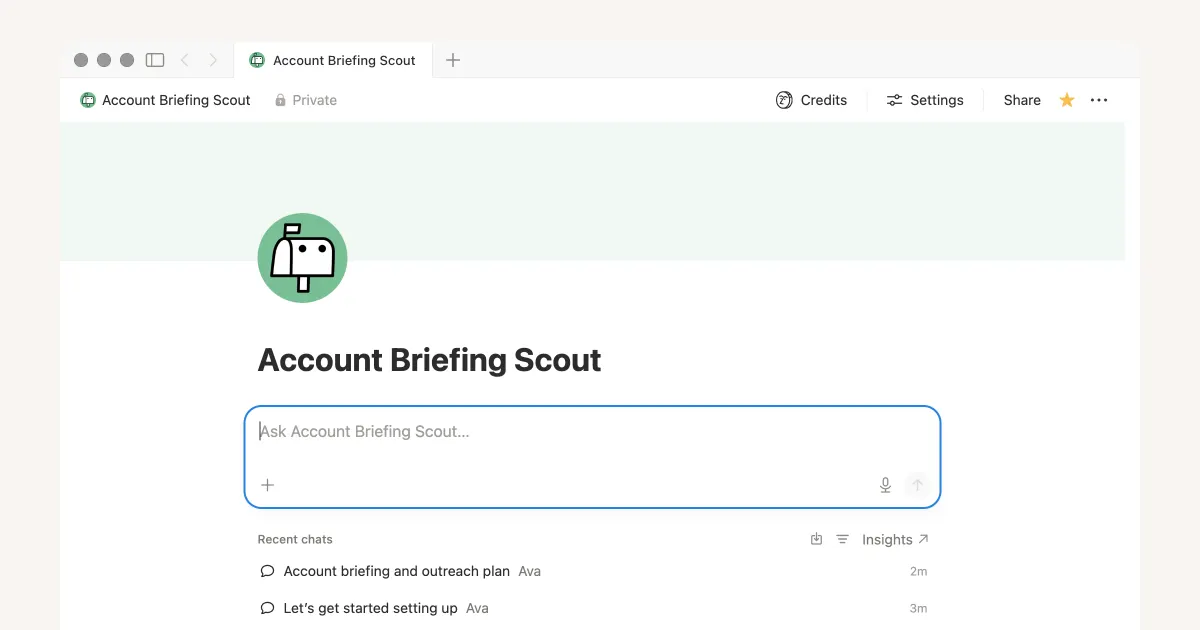 Account Briefing Scout
Account Briefing Scout Private Credits Settings Share
Account Briefing Scout
Ask Account Briefing Scout...
Recent chats Insights
Account briefing and outreach plan Ava 2m
Let’s get started setting up Ava 3m